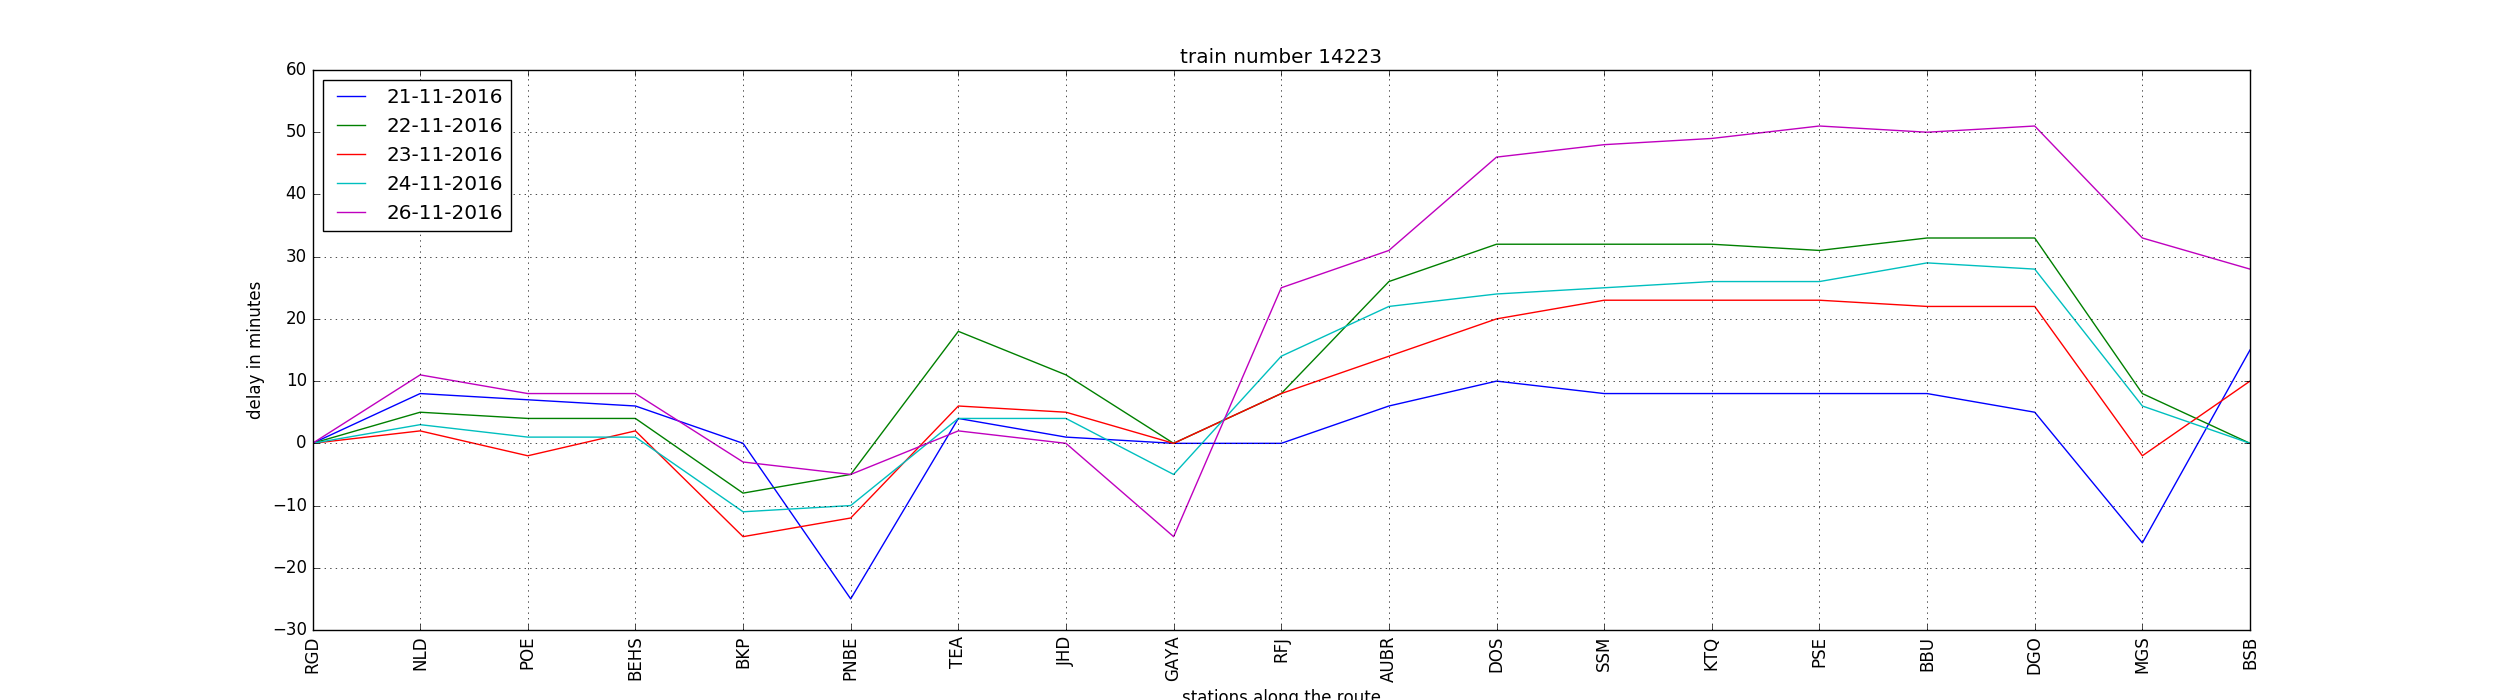 train number 14223
60
50
40
30
20
10
0
−10
−20
−30
delay in minutes
21-11-2016
22-11-2016
23-11-2016
24-11-2016
26-11-2016
RGD
NLD
POE
BEHS
BKP
PNBE
TEA
JHD
GAYA
RFJ
AUBR
DOS
SSM
KTQ
PSE
BBU
DGO
MGS
BSB
stations along the route